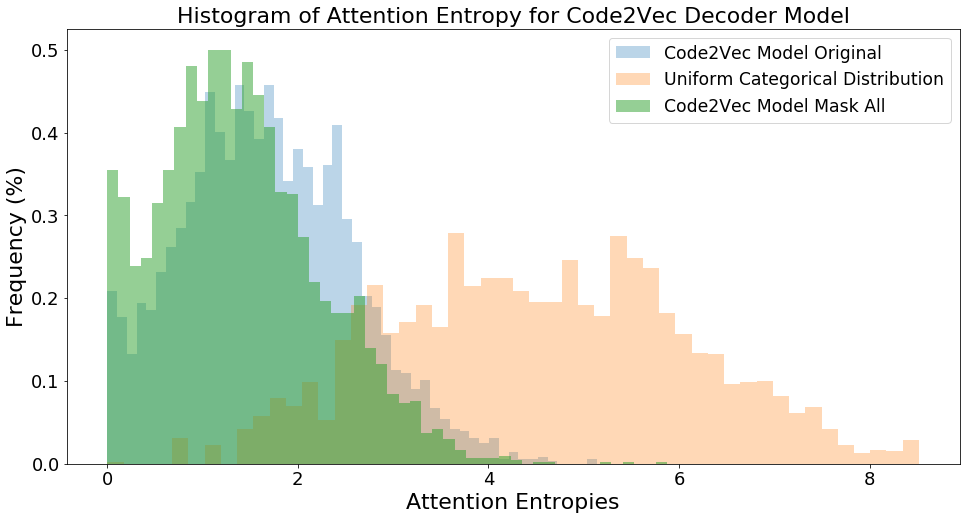 Histogram of Attention Entropy for Code2Vec Decoder Model
Code2Vec Model Original
Uniform Categorical Distribution
Code2Vec Model Mask All
Frequency (%)
0.5
0.4
0.3
0.2
0.1
0.0
0 2 4 6 8
Attention Entropies